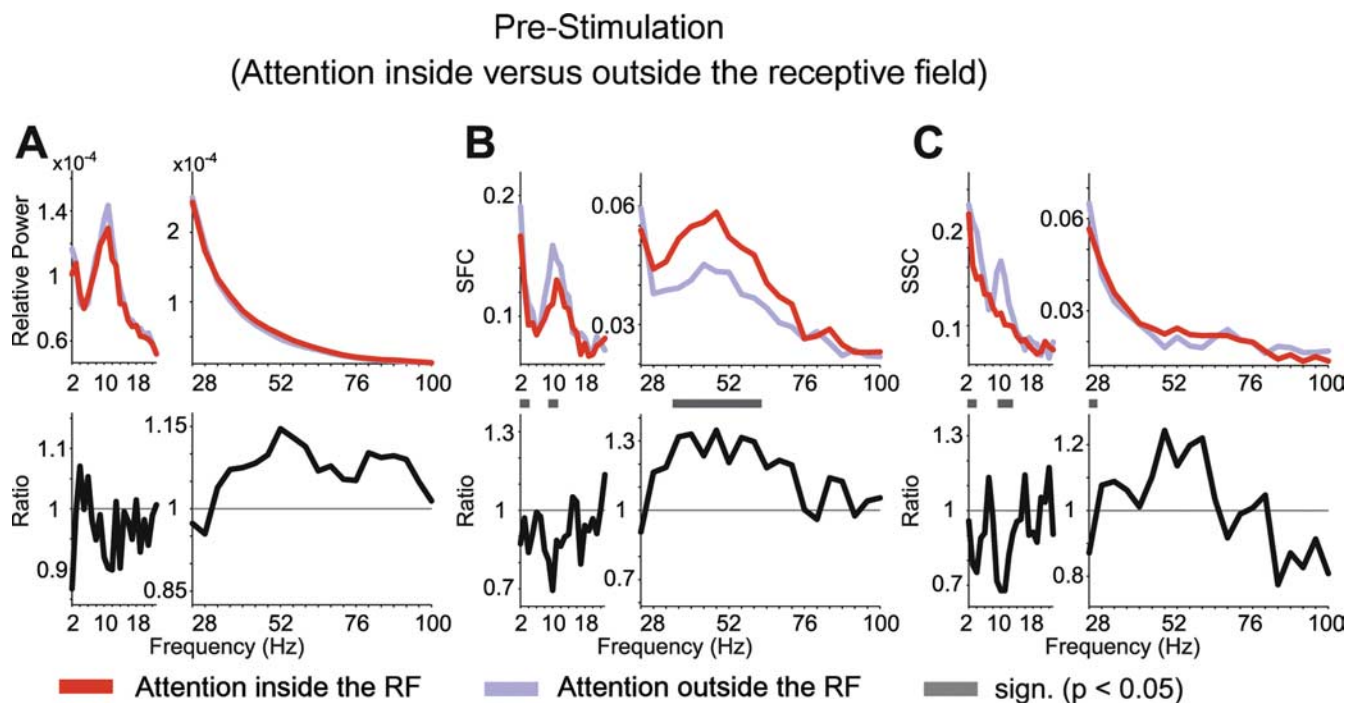 Pre-Stimulation
(Attention inside versus outside the receptive field)
A
B
C
x10-4
x10-4
Relative Power
1.4
1
0.6
2
1
2 10 18
28 52 76 100
SFC
0.2
0.1
0.06
0.03
2 10 18
28 52 76 100
SSC
0.2
0.1
0.06
0.03
2 10 18
28 52 76 100
Ratio
1.1
1
0.9
1.15
1
0.85
2 10 18
28 52 76 100
Frequency (Hz)
Ratio
1.3
1
0.7
1.3
1
0.7
2 10 18
28 52 76 100
Frequency (Hz)
Ratio
1.3
1
0.7
1.2
1
0.8
2 10 18
28 52 76 100
Frequency (Hz)
Attention inside the RF
Attention outside the RF
sign. (p < 0.05)